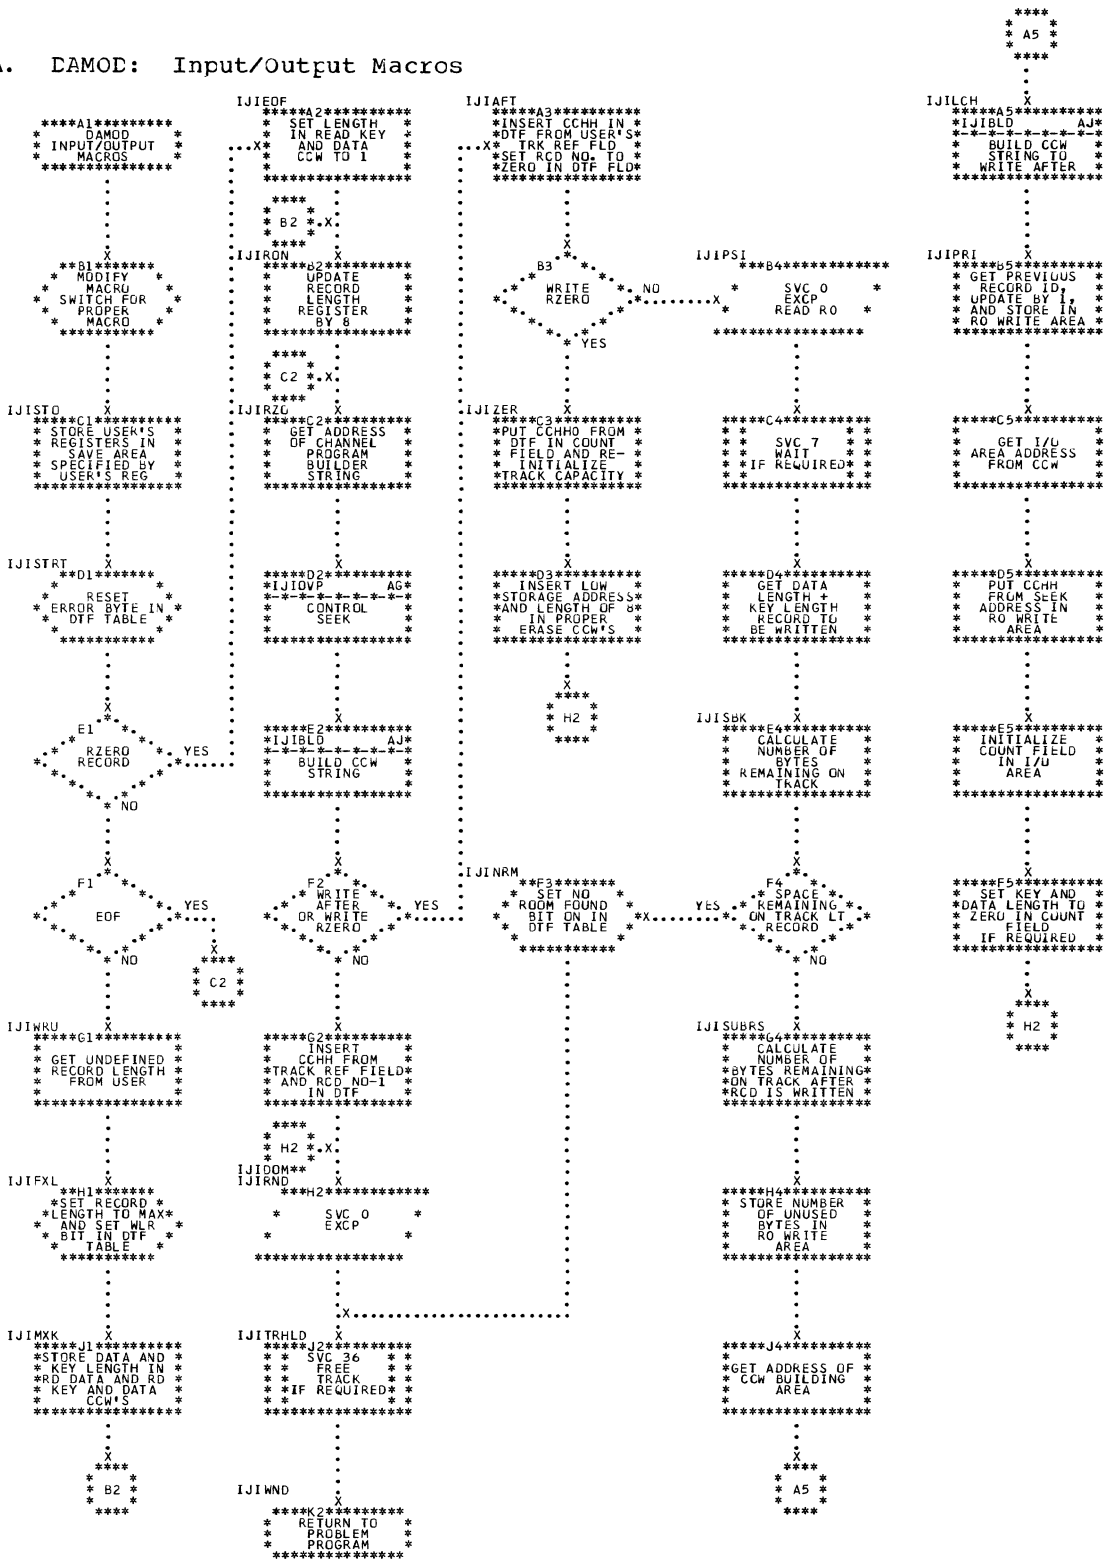 A. DAMOD: Input/Output Macros
A1
DAMOD
INPUT/OUTPUT
MACROS
B1
MODIFY
MACRO
SWITCH FOR
PROPER
MACRO
IJISTO
C1
STORE USER'S
REGISTERS IN
SAVE AREA
SPECIFIED BY
USER'S REG
IJISTRT
D1
RESET
ERROR BYTE IN
DTF TABLE
E1
RZERO
RECORD
YES
NO
F1
EOF
YES
NO
C2
IJIWRU
G1
GET UNDEFINED
RECORD LENGTH
FROM USER
IJIFXL
H1
SET RECORD
LENGTH TO MAX
AND SET WLR
BIT IN DTF
TABLE
IJIMXK
J1
STORE DATA AND
KEY LENGTH IN
RD DATA AND RD
KEY AND DATA
CCW'S
B2
IJIEOF
A2
SET LENGTH
IN READ KEY
AND DATA
CCW TO 1
B2
IJIRON
B2
UPDATE
RECORD
LENGTH
REGISTER
BY 8
C2
IJIRZO
C2
GET ADDRESS
OF CHANNEL
PROGRAM
BUILDER
STRING
D2
IJIOVP AG
CONTROL
SEEK
E2
IJIBLD AJ
BUILD CCW
STRING
F2
WRITE
AFTER
OR WRITE
RZERO
YES
NO
G2
INSERT
CCHH FROM
TRACK REF FIELD
AND RCD NO-1
IN DTF
H2
IJIDOM**
IJIRND
H2
SVC 0
EXCP
IJITRHLD
J2
SVC 36
FREE
TRACK
IF REQUIRED
IJIWND
K2
RETURN TO
PROBLEM
PROGRAM
IJIAFT
A3
INSERT CCHH IN
DTF FROM USER'S
TRK REF FLD
SET RCD NO. TO
ZERO IN DTF FLD
B3
WRITE
RZERO
NO
YES
IJIZER
C3
PUT CCHHO FROM
DTF IN COUNT
FIELD AND RE-
INITIALIZE
TRACK CAPACITY
D3
INSERT LOW
STORAGE ADDRESS
AND LENGTH OF 8
IN PROPER
ERASE CCW'S
H2
IJINRM
F3
SET NO
ROOM FOUND
BIT ON IN
DTF TABLE
IJIPSI
B4
SVC 0
EXCP
READ R0
C4
SVC 7
WAIT
IF REQUIRED
D4
GET DATA
LENGTH +
KEY LENGTH
RECORD TO
BE WRITTEN
IJISBK
E4
CALCULATE
NUMBER OF
BYTES
REMAINING ON
TRACK
F4
SPACE
REMAINING
ON TRACK LT
RECORD
YES
NO
IJISUBRS
G4
CALCULATE
NUMBER OF
BYTES REMAINING
ON TRACK AFTER
RCD IS WRITTEN
H4
STORE NUMBER
OF UNUSED
BYTES IN
R0 WRITE
AREA
J4
GET ADDRESS OF
CCW BUILDING
AREA
A5
A5
IJILCH
A5
IJIBLD AJ
BUILD CCW
STRING TO
WRITE AFTER
IJIPRI
B5
GET PREVIOUS
RECORD ID,
UPDATE BY 1,
AND STORE IN
R0 WRITE AREA
C5
GET I/O
AREA ADDRESS
FROM CCW
D5
PUT CCHH
FROM SEEK
ADDRESS IN
R0 WRITE
AREA
E5
INITIALIZE
COUNT FIELD
IN I/O
AREA
F5
SET KEY AND
DATA LENGTH TO
ZERO IN COUNT
FIELD
IF REQUIRED
H2